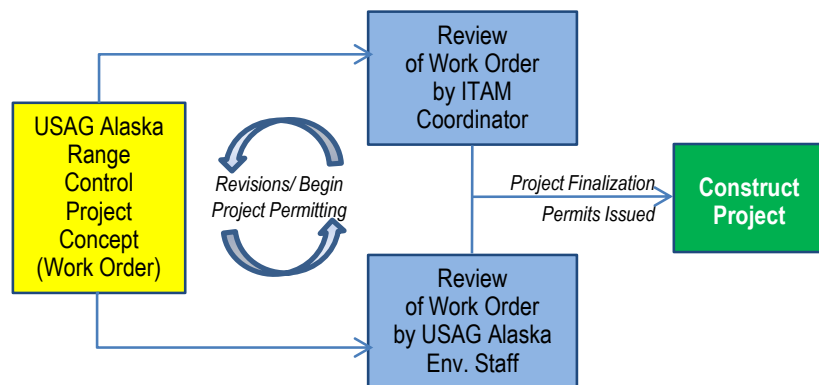 USAG Alaska
Range
Control
Project
Concept
(Work Order)
Revisions/ Begin
Project Permitting
Review
of Work Order
by ITAM
Coordinator
Review
of Work Order
by USAG Alaska
Env. Staff
Project Finalization
Permits Issued
Construct
Project